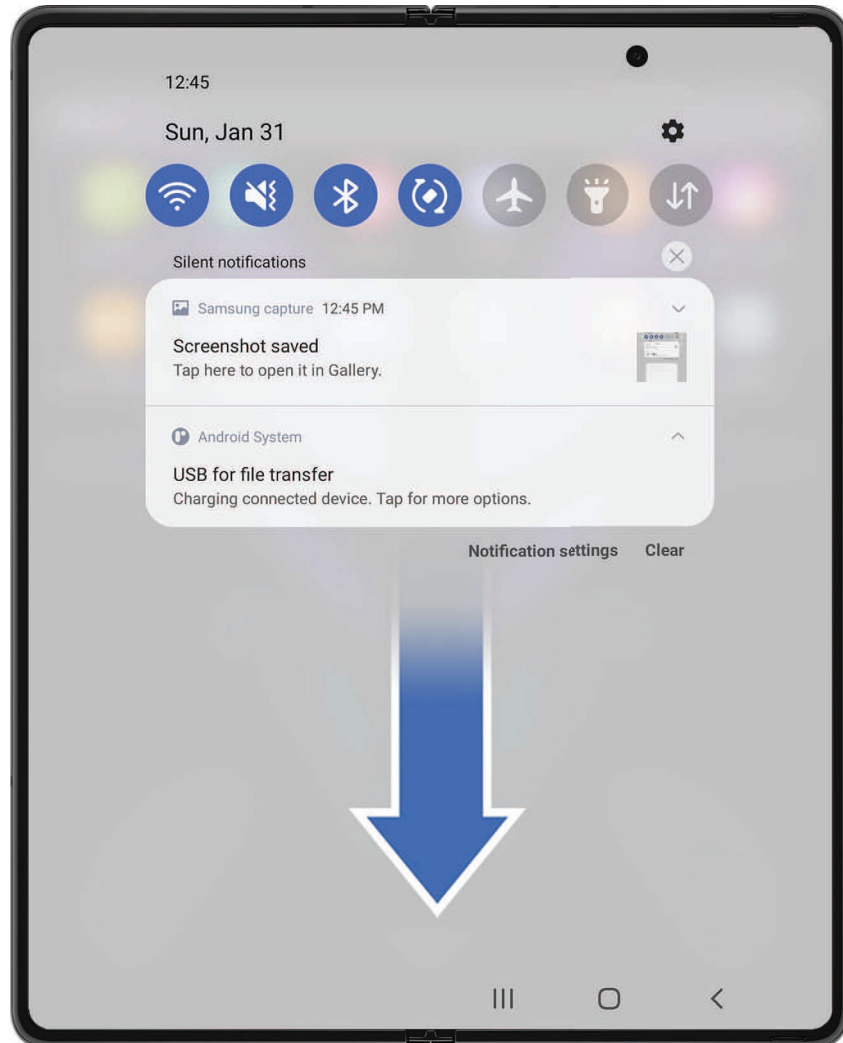 12:45
Sun, Jan 31
Silent notifications
Samsung capture 12:45 PM
Screenshot saved
Tap here to open it in Gallery.
Android System
USB for file transfer
Charging connected device. Tap for more options.
Notification settings Clear